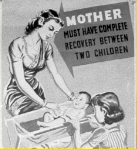 MOTHER
MUST HAVE COMPLETE
RECOVERY BETWEEN
TWO CHILDREN